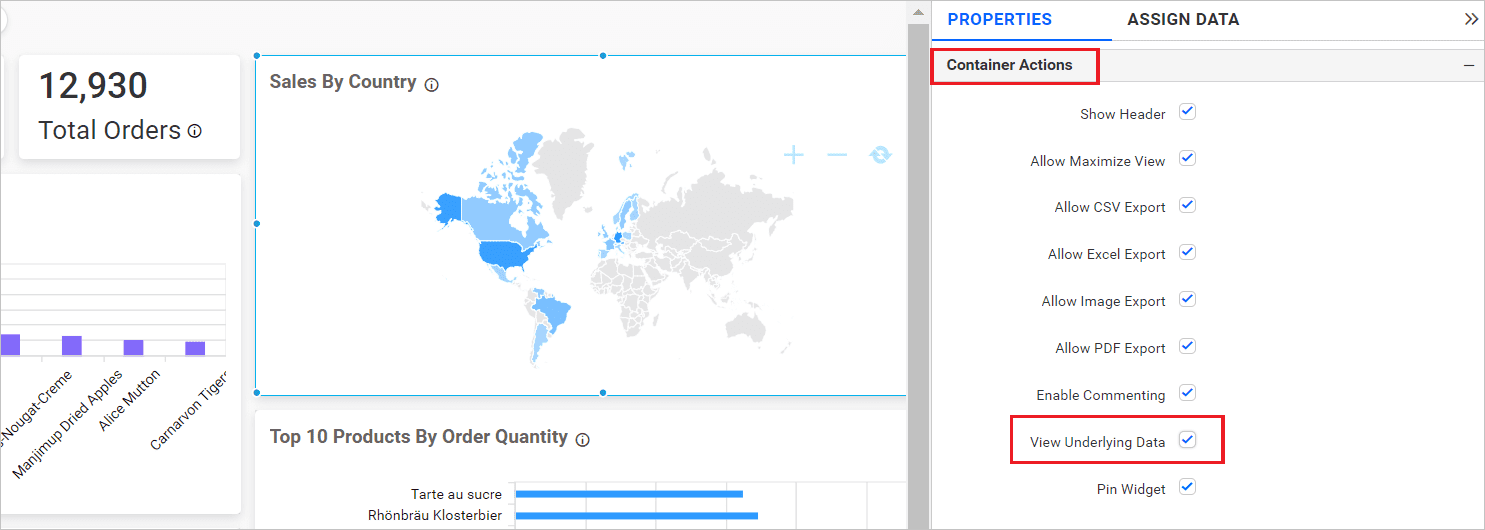 12,930
Total Orders
-Nougat-Creme
Manjimup Dried Apples
Alice Mutton
Carnarvon Tigers
Sales By Country
Top 10 Products By Order Quantity
Tarte au sucre
Rhönbräu Klosterbier
PROPERTIES
ASSIGN DATA
Container Actions
Show Header
Allow Maximize View
Allow CSV Export
Allow Excel Export
Allow Image Export
Allow PDF Export
Enable Commenting
View Underlying Data
Pin Widget